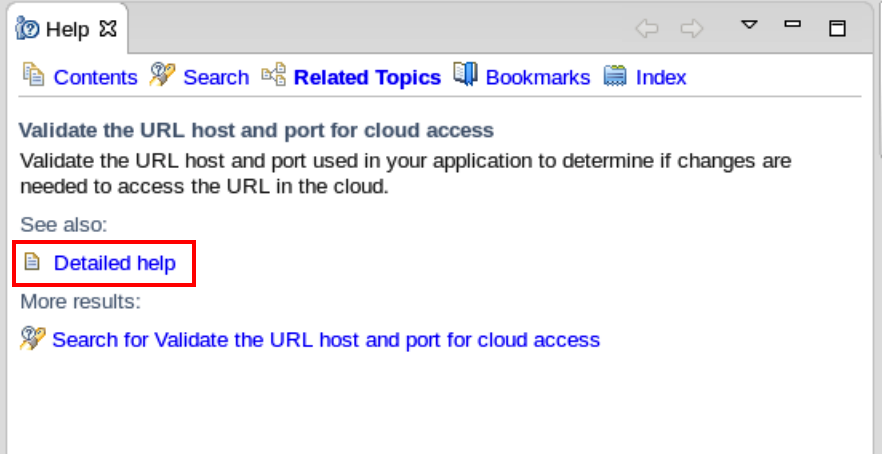 Help
Contents Search Related Topics Bookmarks Index
Validate the URL host and port for cloud access
Validate the URL host and port used in your application to determine if changes are
needed to access the URL in the cloud.
See also:
Detailed help
More results:
Search for Validate the URL host and port for cloud access